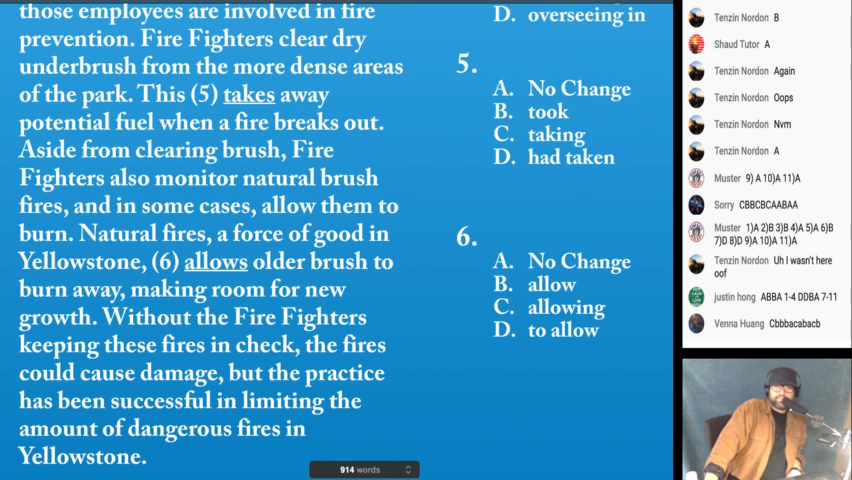 those employees are involved in fire
prevention. Fire Fighters clear dry
underbrush from the more dense areas
of the park. This (5) takes away
potential fuel when a fire breaks out.
Aside from clearing brush, Fire
Fighters also monitor natural brush
fires, and in some cases, allow them to
burn. Natural fires, a force of good in
Yellowstone, (6) allows older brush to
burn away, making room for new
growth. Without the Fire Fighters
keeping these fires in check, the fires
could cause damage, but the practice
has been successful in limiting the
amount of dangerous fires in
Yellowstone.
D. overseeing in
5.
A. No Change
B. took
C. taking
D. had taken
6.
A. No Change
B. allow
C. allowing
D. to allow
914 words
Tenzin Nordon B
Shaud Tutor A
Tenzin Nordon Again
Tenzin Nordon Oops
Tenzin Nordon Nvm
Tenzin Nordon A
Muster 9) A 10)A 11)A
Sorry CBBCBCAABAA
Muster 1)A 2)B 3)B 4)A 5)A 6)B
7)D 8)D 9)A 10)A 11)A
Tenzin Nordon Uh I wasn't here
oof
justin hong ABBA 1-4 DDBA 7-11
Venna Huang Cbbbacabacb